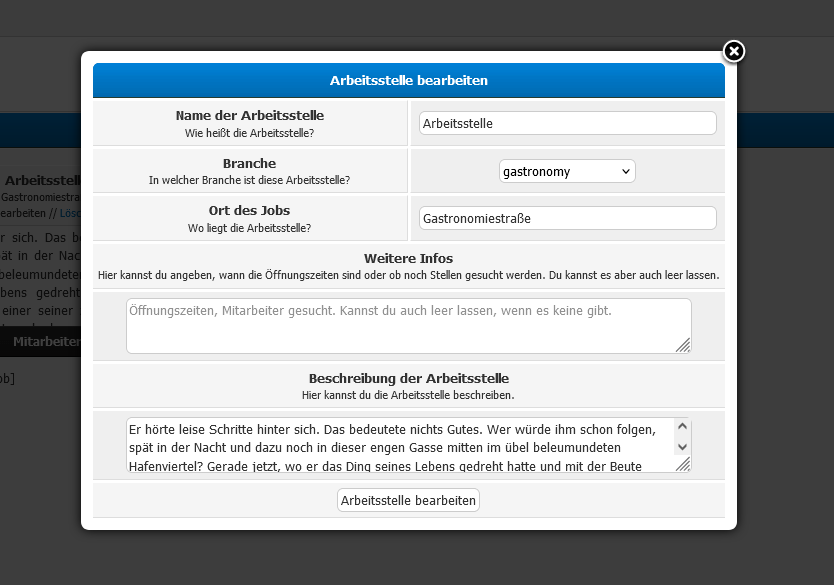 Arbeitsstelle bearbeiten
Name der Arbeitsstelle
Wie heißt die Arbeitsstelle?
Arbeitsstelle
Branche
In welcher Branche ist diese Arbeitsstelle?
gastronomy
Ort des Jobs
Wo liegt die Arbeitsstelle?
Gastronomiestraße
Weitere Infos
Hier kannst du angeben, wann die Öffnungszeiten sind oder ob noch Stellen gesucht werden. Du kannst es aber auch leer lassen.
Öffnungszeiten, Mitarbeiter gesucht. Kannst du auch leer lassen, wenn es keine gibt.
Beschreibung der Arbeitsstelle
Hier kannst du die Arbeitsstelle beschreiben.
Er hörte leise Schritte hinter sich. Das bedeutete nichts Gutes. Wer würde ihm schon folgen,
spät in der Nacht und dazu noch in dieser engen Gasse mitten im übel beleumundeten
Hafenviertel? Gerade jetzt, wo er das Ding seines Lebens gedreht hatte und mit der Beute
Arbeitsstelle bearbeiten
Arbeitsstell
Gastronomiestra
earbeiten // Lösc
r sich. Das b
pät in der Nac
beleumundeten
bens gedreht
einer seiner
Mitarbeiter
ob]